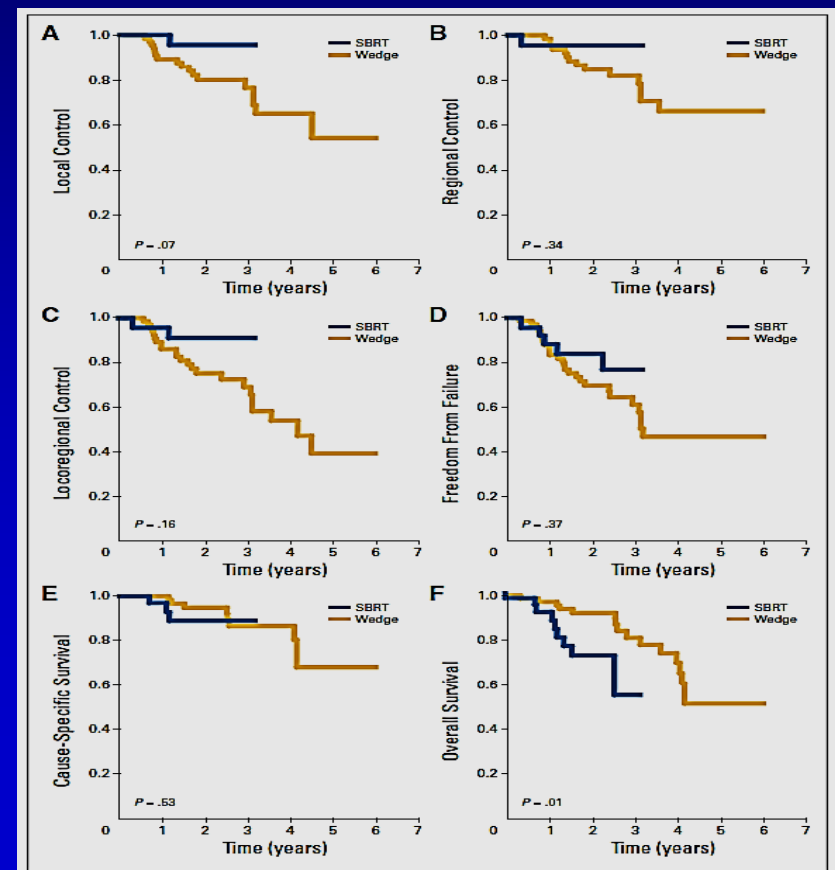 A
1.0
0.8
0.6
0.4
0.2
0
Local Control
SBRT
Wedge
P – .07
1 2 3 4 5 6 7
Time (years)
B
1.0
0.8
0.6
0.4
0.2
0
Regional Control
SBRT
Wedge
P – .34
1 2 3 4 5 6 7
Time (years)
C
1.0
0.8
0.6
0.4
0.2
0
Locoregional Control
SBRT
Wedge
P – .16
1 2 3 4 5 6 7
Time (years)
D
1.0
0.8
0.6
0.4
0.2
0
Freedom From Failure
SBRT
Wedge
P – .37
1 2 3 4 5 6 7
Time (years)
E
1.0
0.8
0.6
0.4
0.2
0
Cause-Specific Survival
SBRT
Wedge
P – .53
1 2 3 4 5 6 7
Time (years)
F
1.0
0.8
0.6
0.4
0.2
0
Overall Survival
SBRT
Wedge
P – .01
1 2 3 4 5 6 7
Time (years)